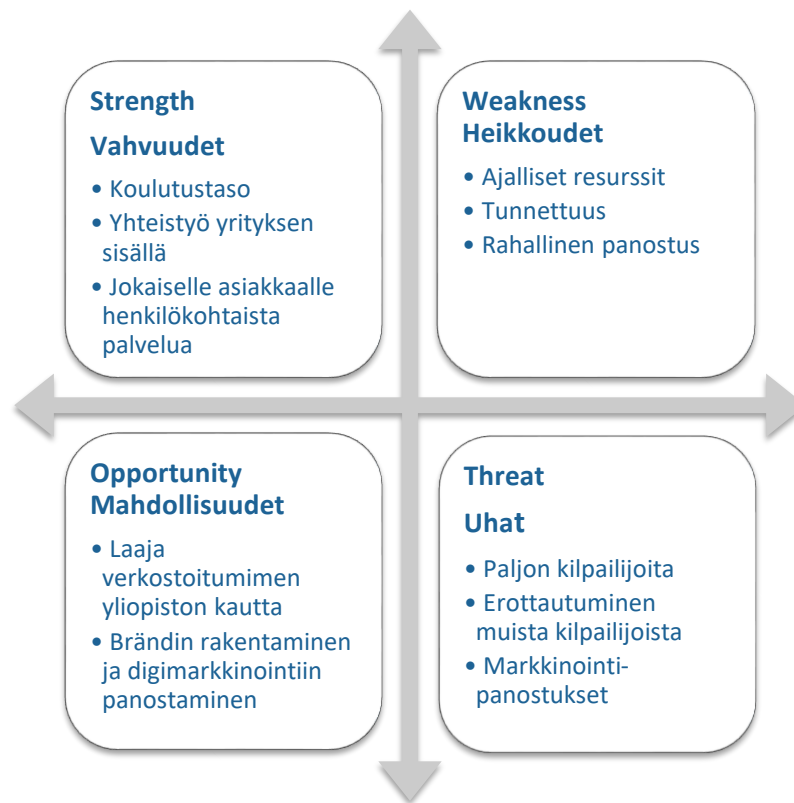 Strength
Vahvuudet
• Koulutustaso
• Yhteistyö yrityksen
sisällä
• Jokaiselle asiakkaalle
henkilökohtaista
palvelua
Weakness
Heikkoudet
• Ajalliset resurssit
• Tunnettuus
• Rahallinen panostus
Opportunity
Mahdollisuudet
• Laaja
verkostoitumimen
yliopiston kautta
• Brändin rakentaminen
ja digimarkkinointiin
panostaminen
Threat
Uhat
• Paljon kilpailijoita
• Erottautuminen
muista kilpailijoista
• Markkinointi-
panostukset